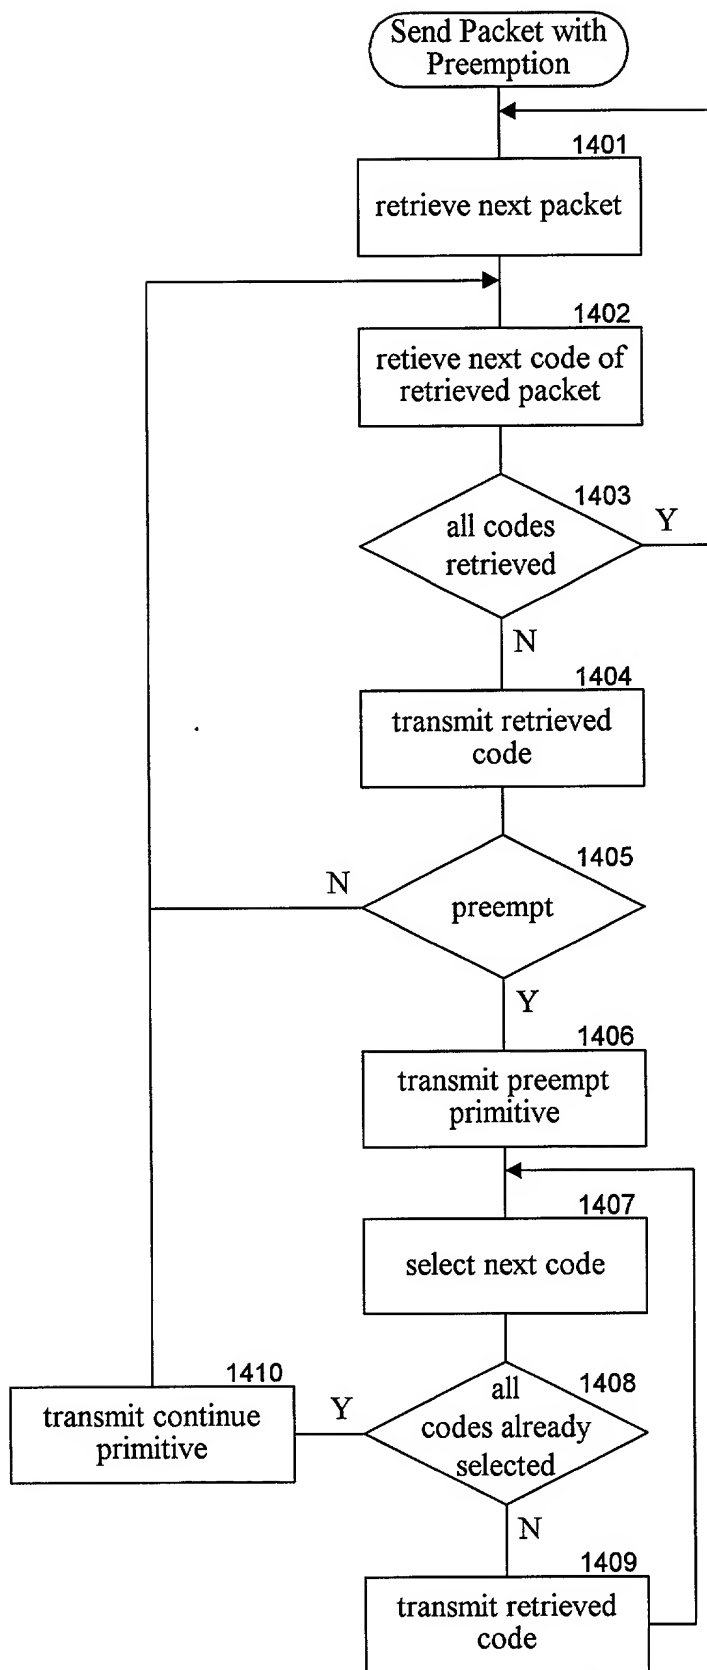 Send Packet with
Preemption
1401
retrieve next packet
1402
retieve next code of
retrieved packet
1403
all codes
retrieved
Y
N
1404
transmit retrieved
code
1405
preempt
N
Y
1406
transmit preempt
primitive
1407
select next code
1408
all
codes already
selected
Y
1410
transmit continue
primitive
N
1409
transmit retrieved
code